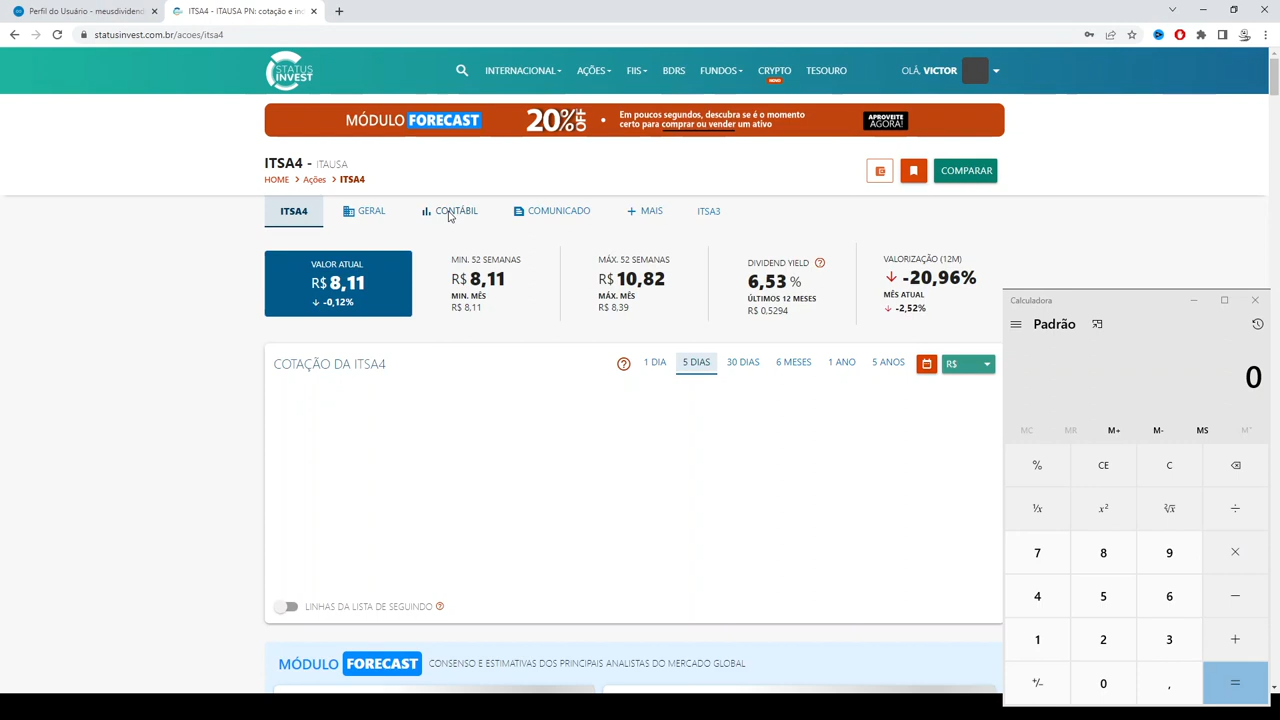 Perfil do Usuário - meusdividend
ITSA4 - ITAUSA PN: cotação e ind
statusinvest.com.br/acoes/itsa4
STATUS INVEST
INTERNACIONAL
AÇÕES
FIIS
BDRS
FUNDOS
CRYPTO
NOVO
TESOURO
OLÁ, VICTOR
MÓDULO FORECAST
20% OFF
Em poucos segundos, descubra se é o momento
certo para comprar ou vender um ativo
APROVEITE
AGORA!
ITSA4 - ITAUSA
HOME > Ações > ITSA4
COMPARAR
ITSA4
GERAL
CONTÁBIL
COMUNICADO
MAIS
ITSA3
VALOR ATUAL
R$ 8,11
-0,12%
MIN. 52 SEMANAS
R$ 8,11
MIN. MÊS
R$ 8,11
MÁX. 52 SEMANAS
R$ 10,82
MÁX. MÊS
R$ 8,39
DIVIDEND YIELD
6,53 %
ÚLTIMOS 12 MESES
R$ 0,5294
VALORIZAÇÃO (12M)
-20,96%
MÊS ATUAL
-2,52%
COTAÇÃO DA ITSA4
1 DIA
5 DIAS
30 DIAS
6 MESES
1 ANO
5 ANOS
R$
LINHAS DA LISTA DE SEGUINDO
MÓDULO FORECAST CONSENSO E ESTIMATIVAS DOS PRINCIPAIS ANALISTAS DO MERCADO GLOBAL
Calculadora
Padrão
0
MC MR M+ M- MS M˅
% CE C
¹/x x² ²√x ÷
7 8 9 ×
4 5 6 −
1 2 3 +
+/- 0 , =